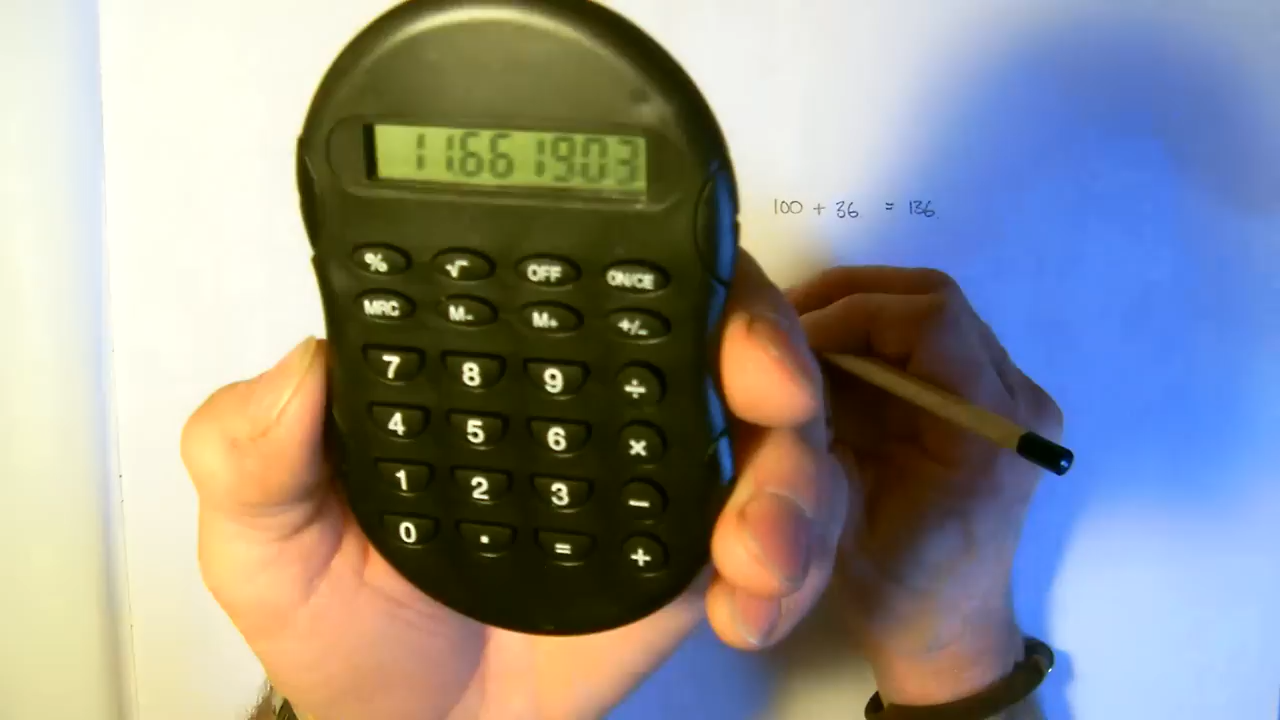 11.661903
100 + 36 = 136
% √ OFF ON/CE
MRC M- M+ +/-
7 8 9 ÷
4 5 6 ×
1 2 3 −
0 . = +